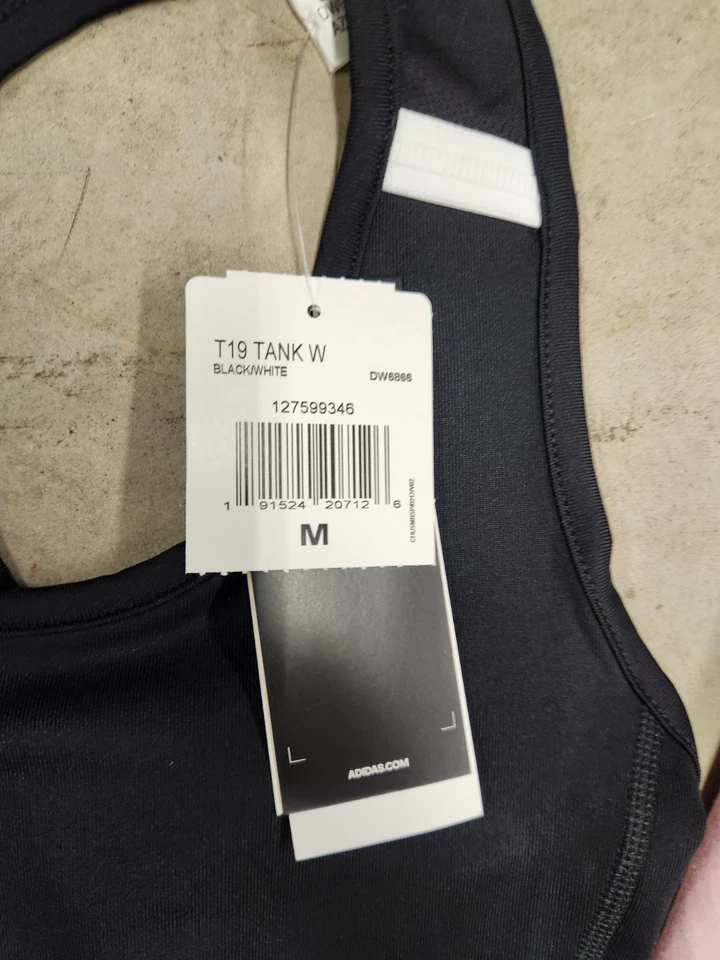 T19 TANK W
BLACK/WHITE
DW6866
127599346
1 91524 20712 6
M
ADIDAS.COM